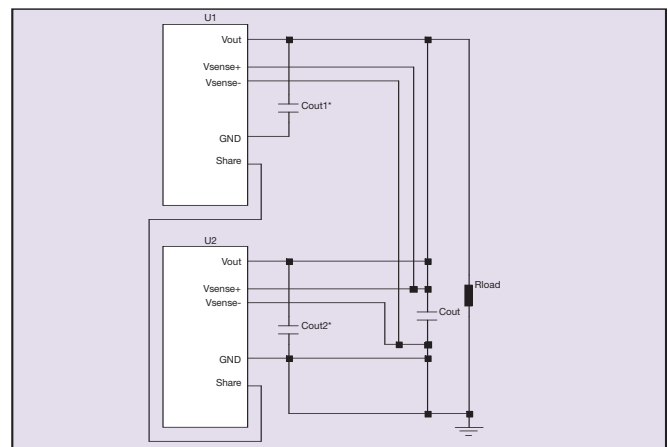 U1
Vout
Vsense+
Vsense-
Cout1*
GND
Share
U2
Vout
Vsense+
Vsense-
Rload
Cout
Cout2*
GND
Share